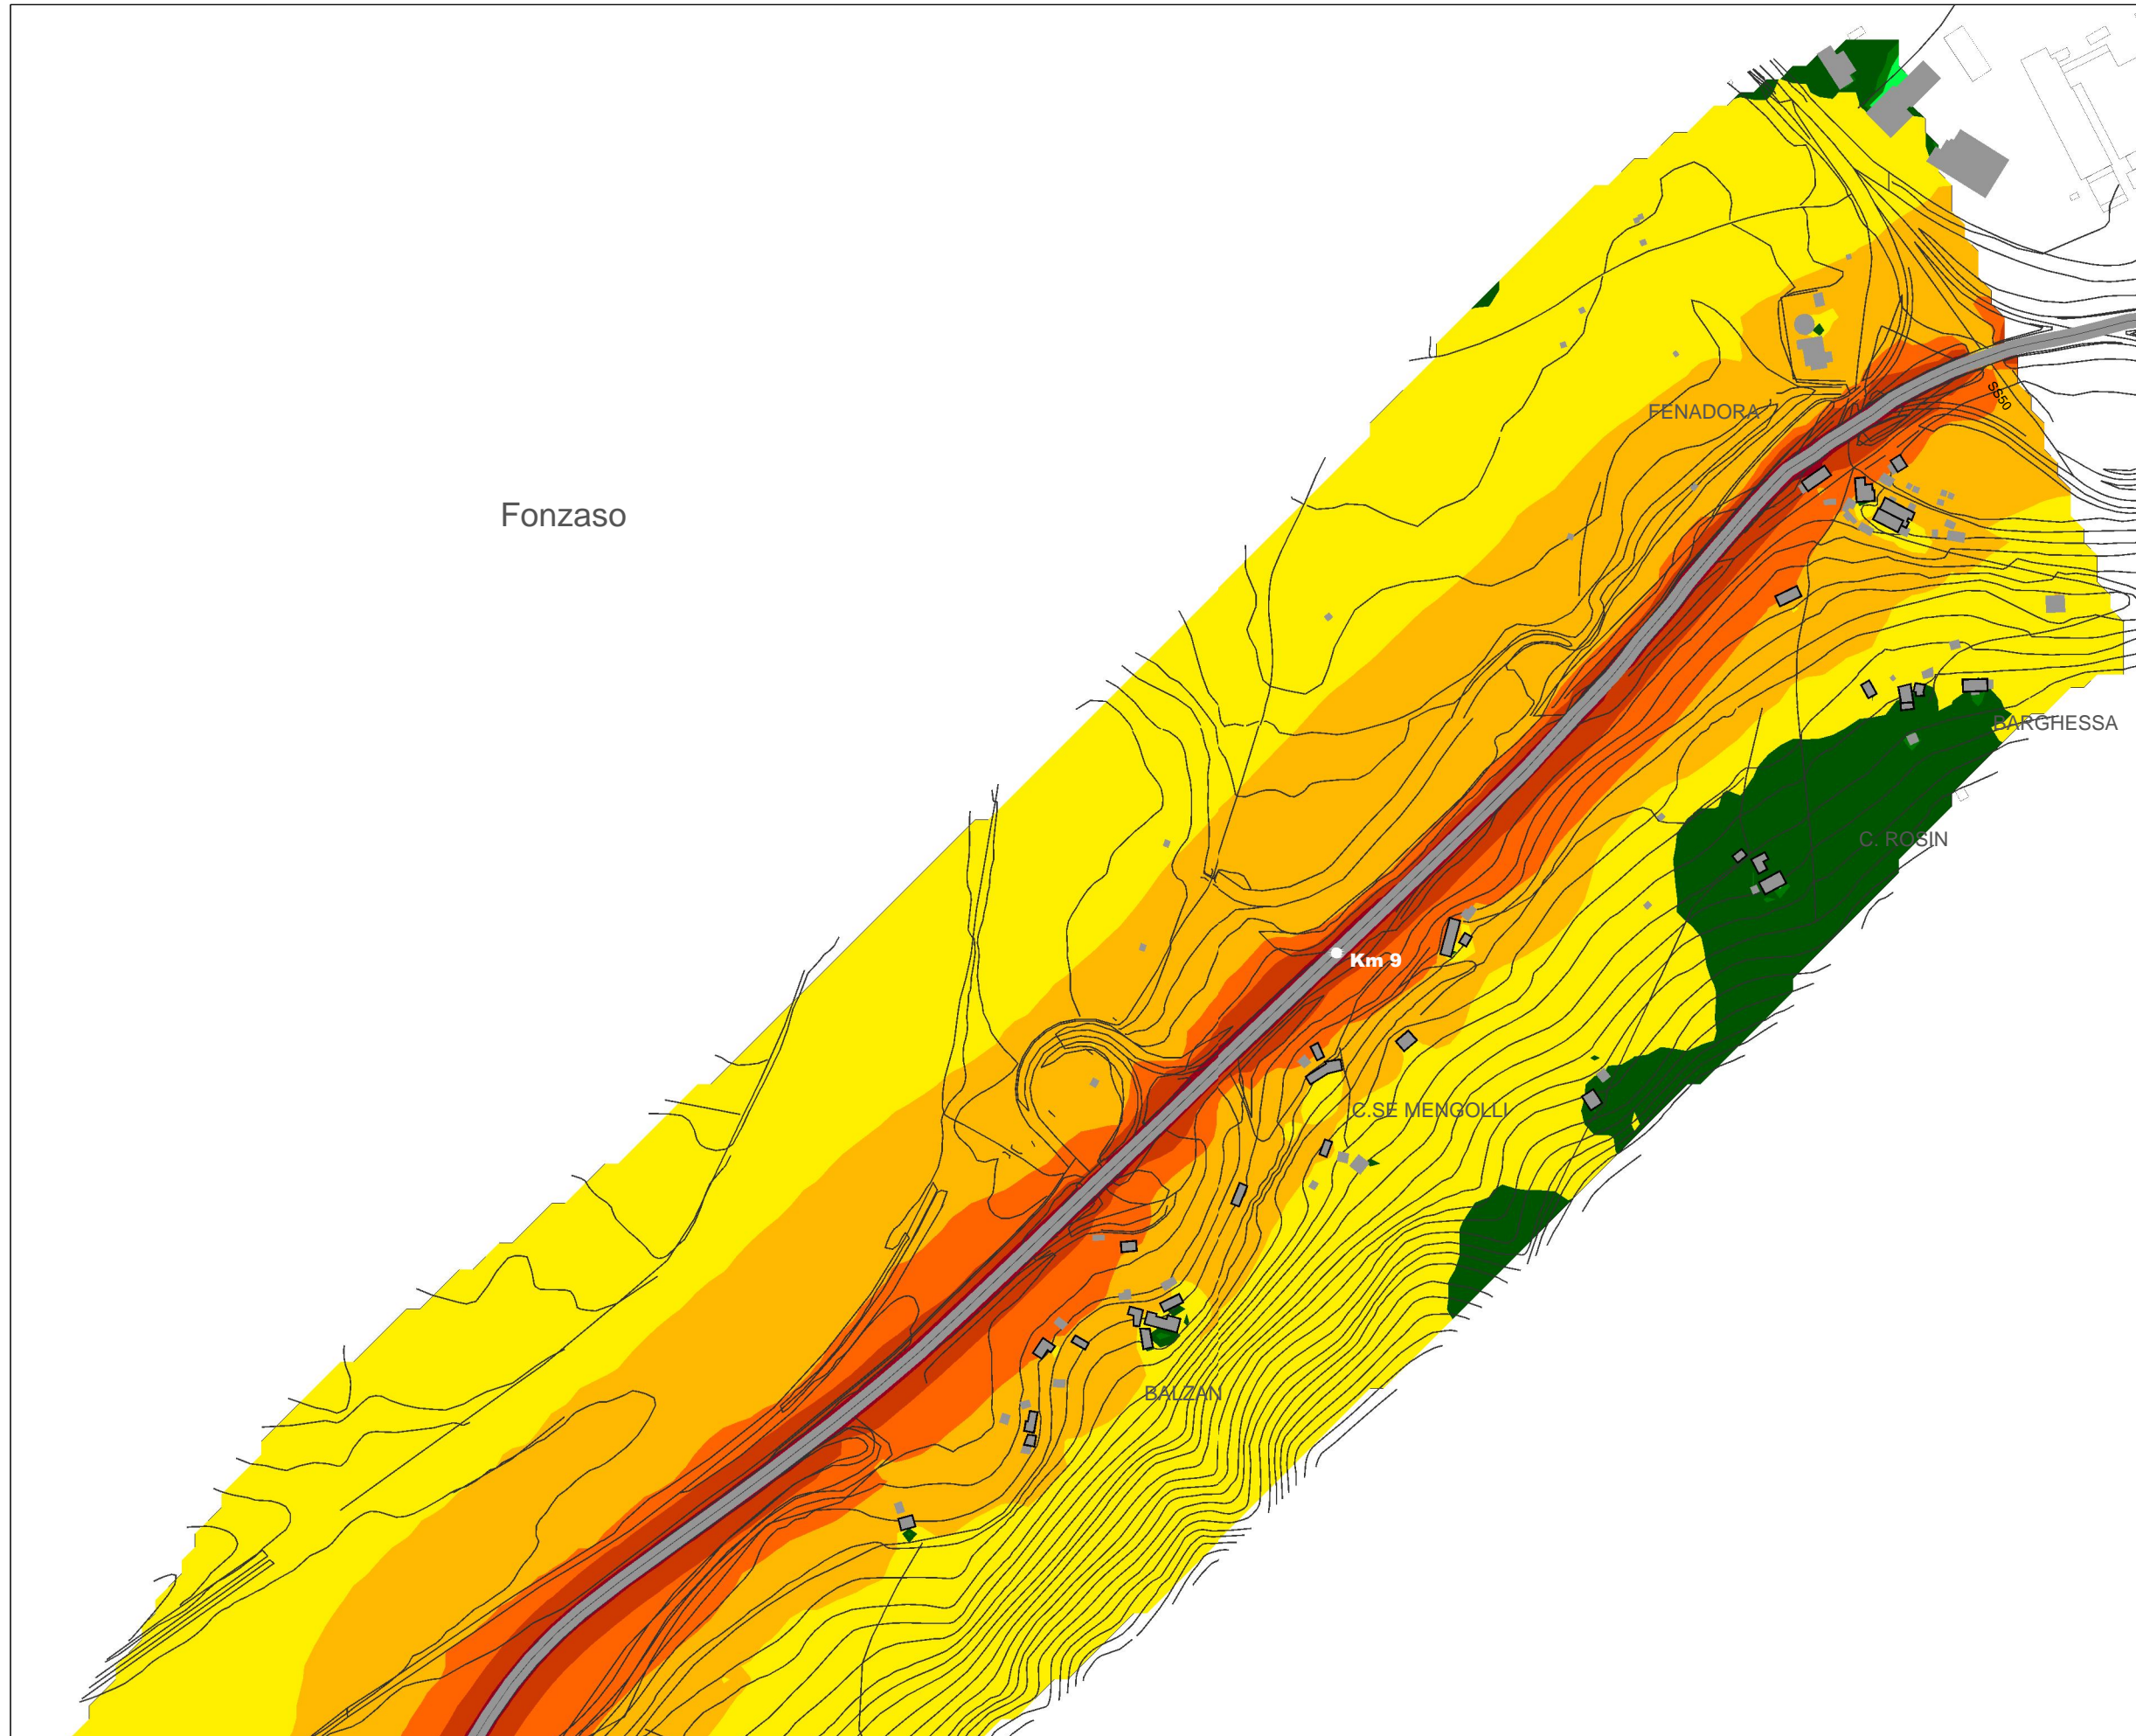 SS50
FENADORA
Fonzaso
BARGHESSA
C. ROSIN
Km 9
C.SE MENGOLLI
BALZAN